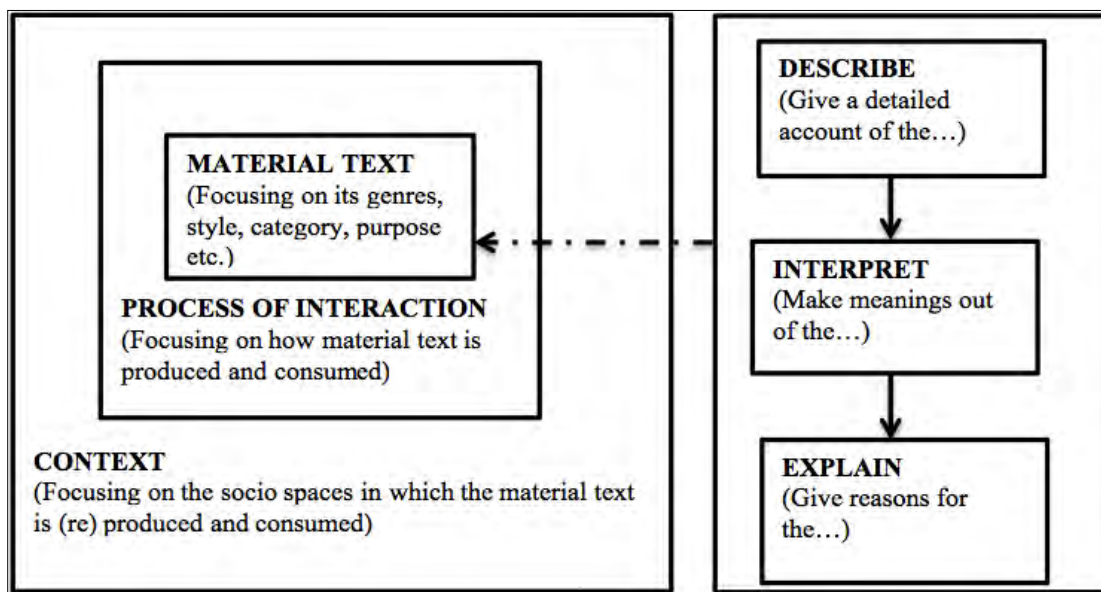 MATERIAL TEXT
(Focusing on its genres,
style, category, purpose
etc.)
PROCESS OF INTERACTION
(Focusing on how material text is
produced and consumed)
CONTEXT
(Focusing on the socio spaces in which the material text
is (re) produced and consumed)
DESCRIBE
(Give a detailed
account of the…)
INTERPRET
(Make meanings out
of the…)
EXPLAIN
(Give reasons for
the…)